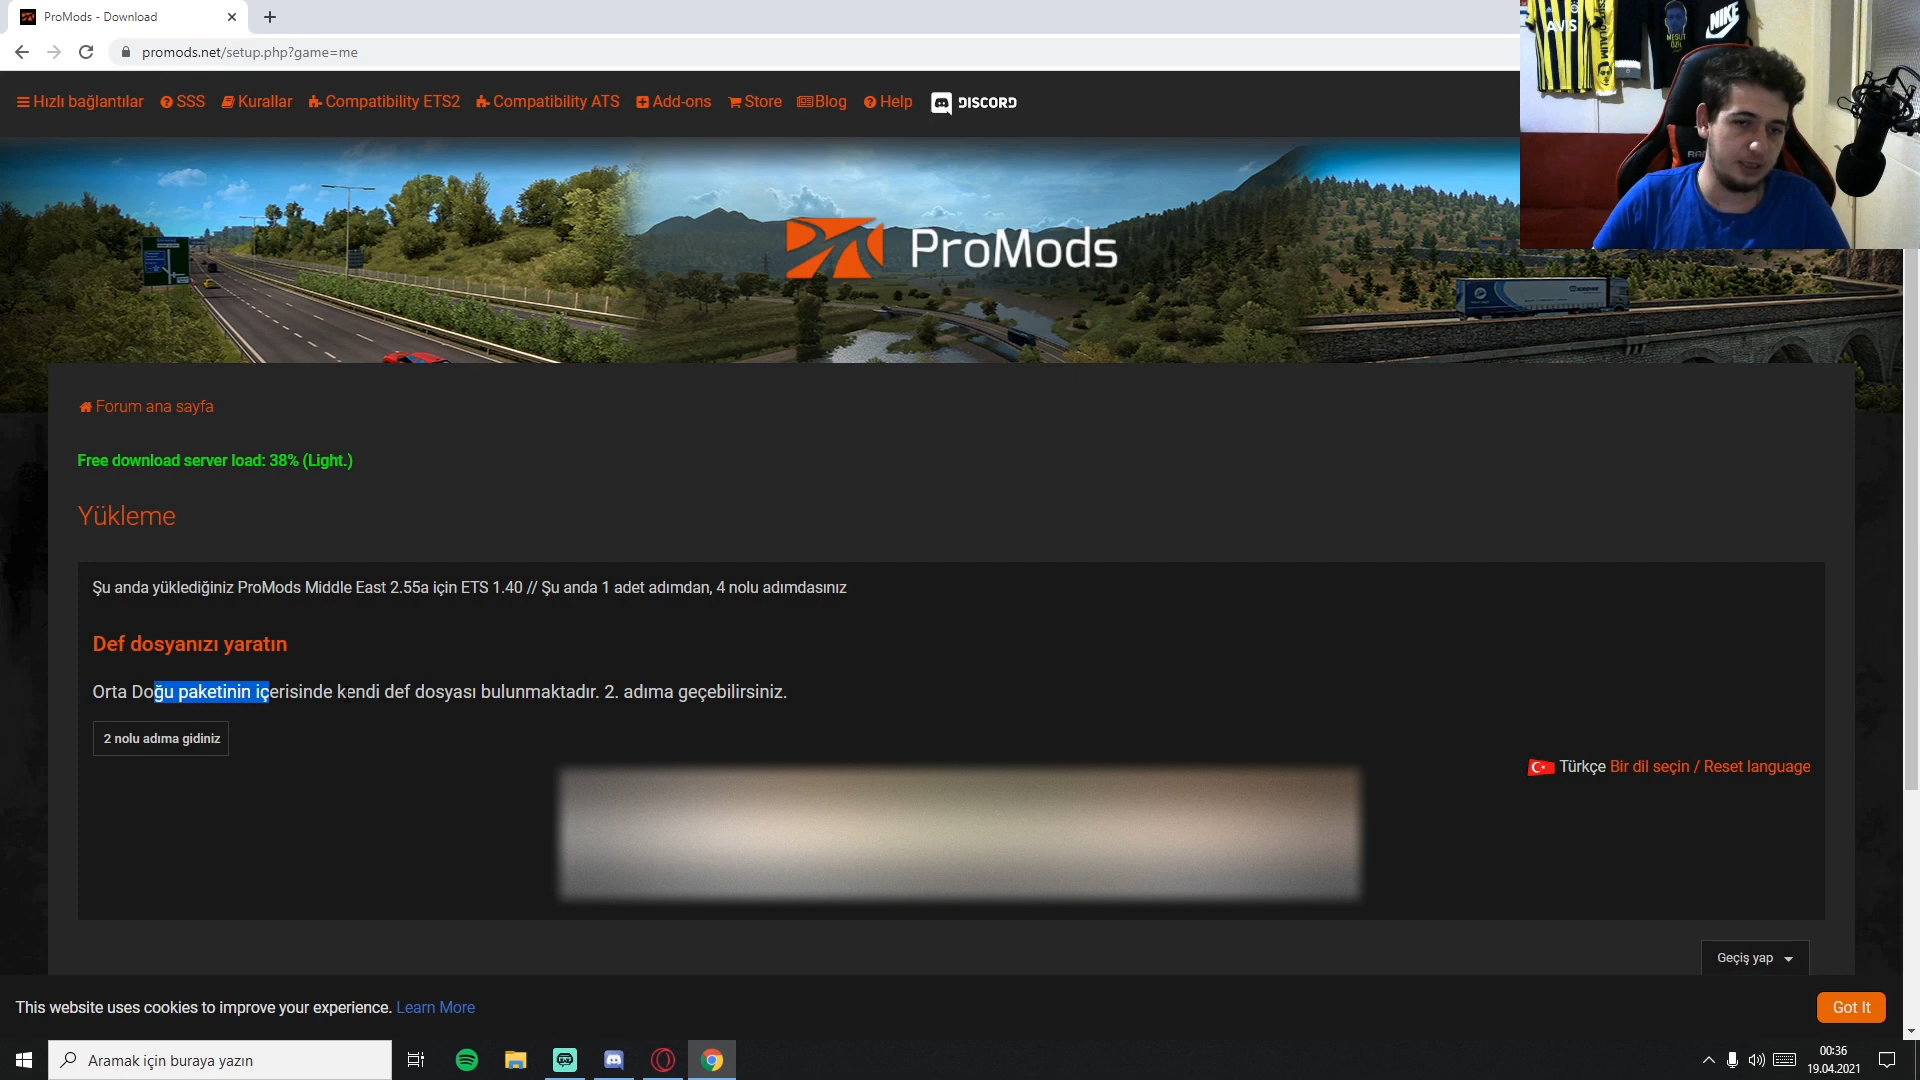 ProMods - Download
promods.net/setup.php?game=me
Hızlı bağlantılar SSS Kurallar Compatibility ETS2 Compatibility ATS Add-ons Store Blog Help DISCORD
AVIS
MESUT
ÖZİL
NIKE
ProMods
Forum ana sayfa
Free download server load: 38% (Light.)
Yükleme
Şu anda yüklediğiniz ProMods Middle East 2.55a için ETS 1.40 // Şu anda 1 adet adımdan, 4 nolu adımdasınız
Def dosyanızı yaratın
Orta Doğu paketinin içerisinde kendi def dosyası bulunmaktadır. 2. adıma geçebilirsiniz.
2 nolu adıma gidiniz
Türkçe Bir dil seçin / Reset language
Geçiş yap
This website uses cookies to improve your experience. Learn More
Got It
Aramak için buraya yazın
00:36
19.04.2021